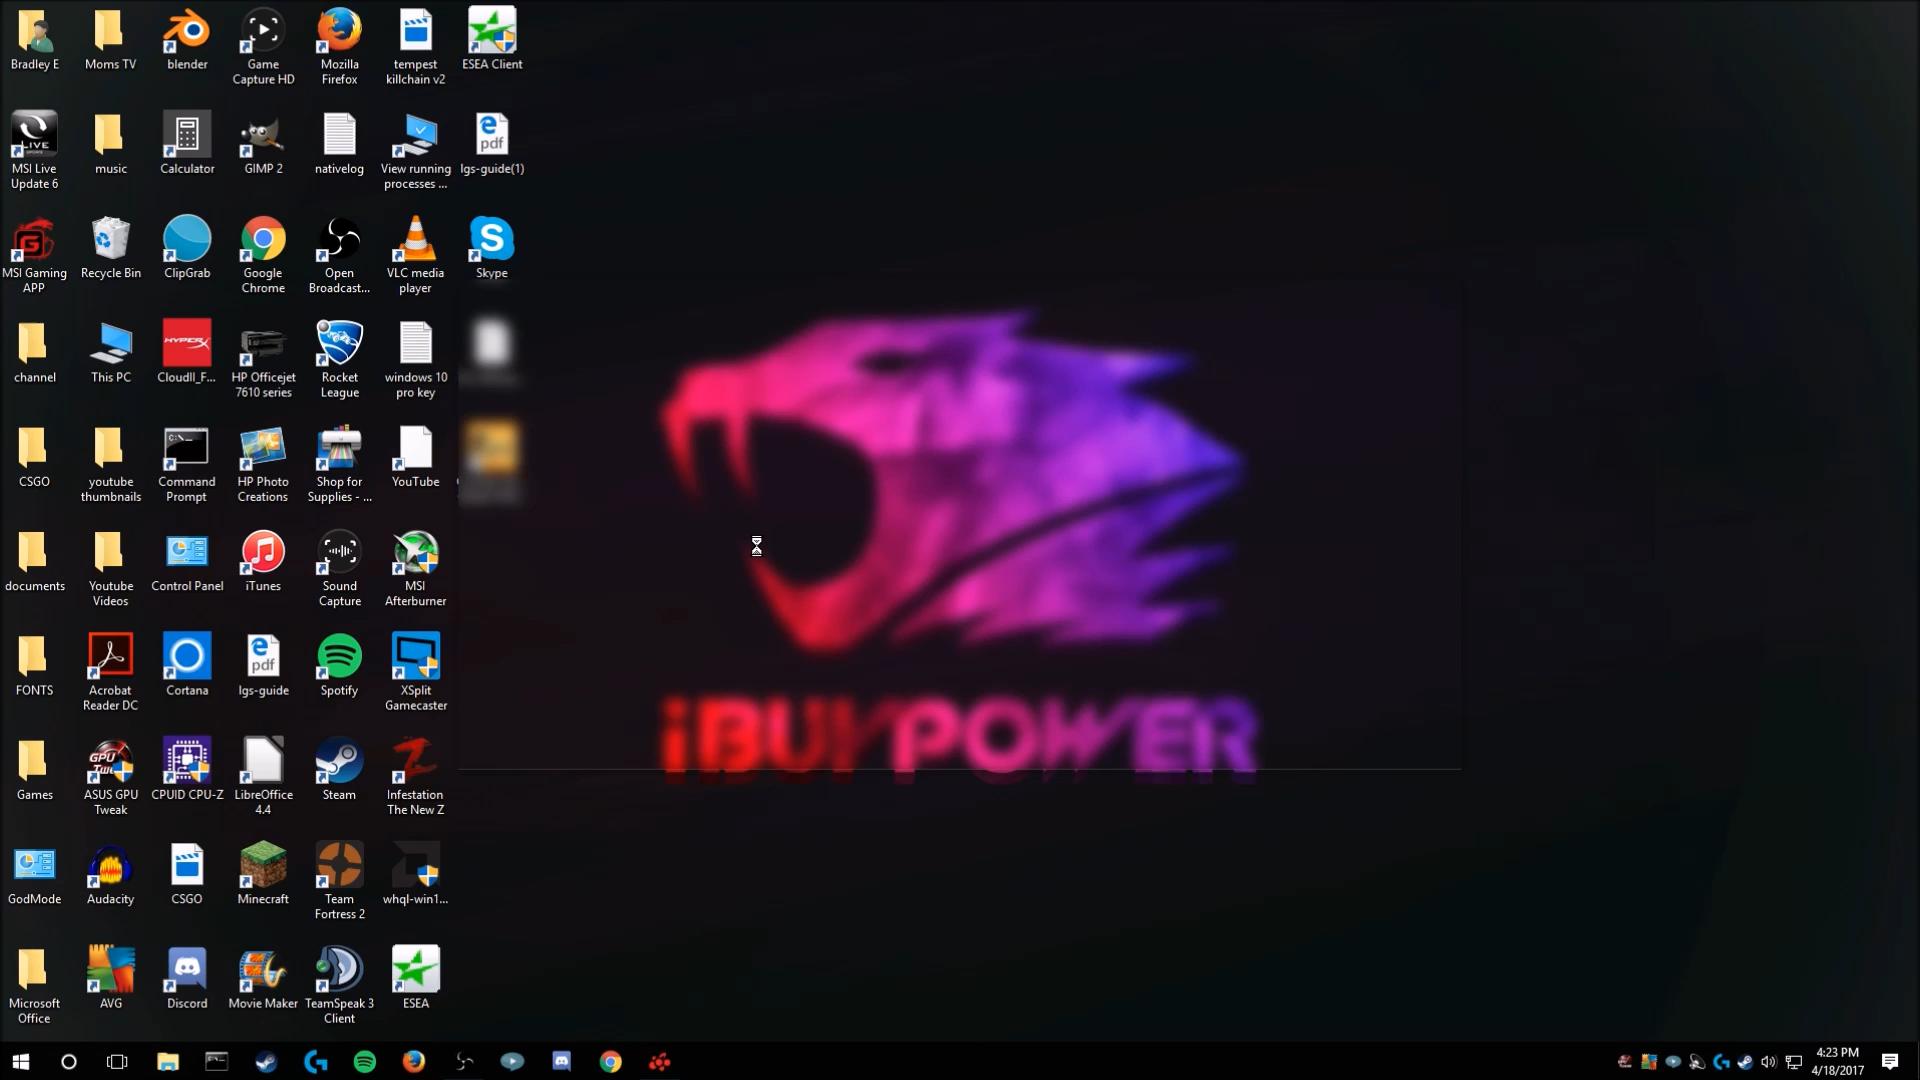 Bradley E
Moms TV
blender
Game
Capture HD
Mozilla
Firefox
tempest
killchain v2
ESEA Client
MSI Live
Update 6
music
Calculator
GIMP 2
nativelog
View running
processes ...
lgs-guide(1)
MSI Gaming
APP
Recycle Bin
ClipGrab
Google
Chrome
Open
Broadcast...
VLC media
player
Skype
channel
This PC
CloudII_F...
HP Officejet
7610 series
Rocket
League
windows 10
pro key
CSGO
youtube
thumbnails
Command
Prompt
HP Photo
Creations
Shop for
Supplies - ...
YouTube
documents
Youtube
Videos
Control Panel
iTunes
Sound
Capture
MSI
Afterburner
FONTS
Acrobat
Reader DC
Cortana
lgs-guide
Spotify
XSplit
Gamecaster
Games
ASUS GPU
Tweak
CPUID CPU-Z
LibreOffice
4.4
Steam
Infestation
The New Z
GodMode
Audacity
CSGO
Minecraft
Team
Fortress 2
whql-win1...
Microsoft
Office
AVG
Discord
Movie Maker
TeamSpeak 3
Client
ESEA
iBUYPOWER
4:23 PM
4/18/2017